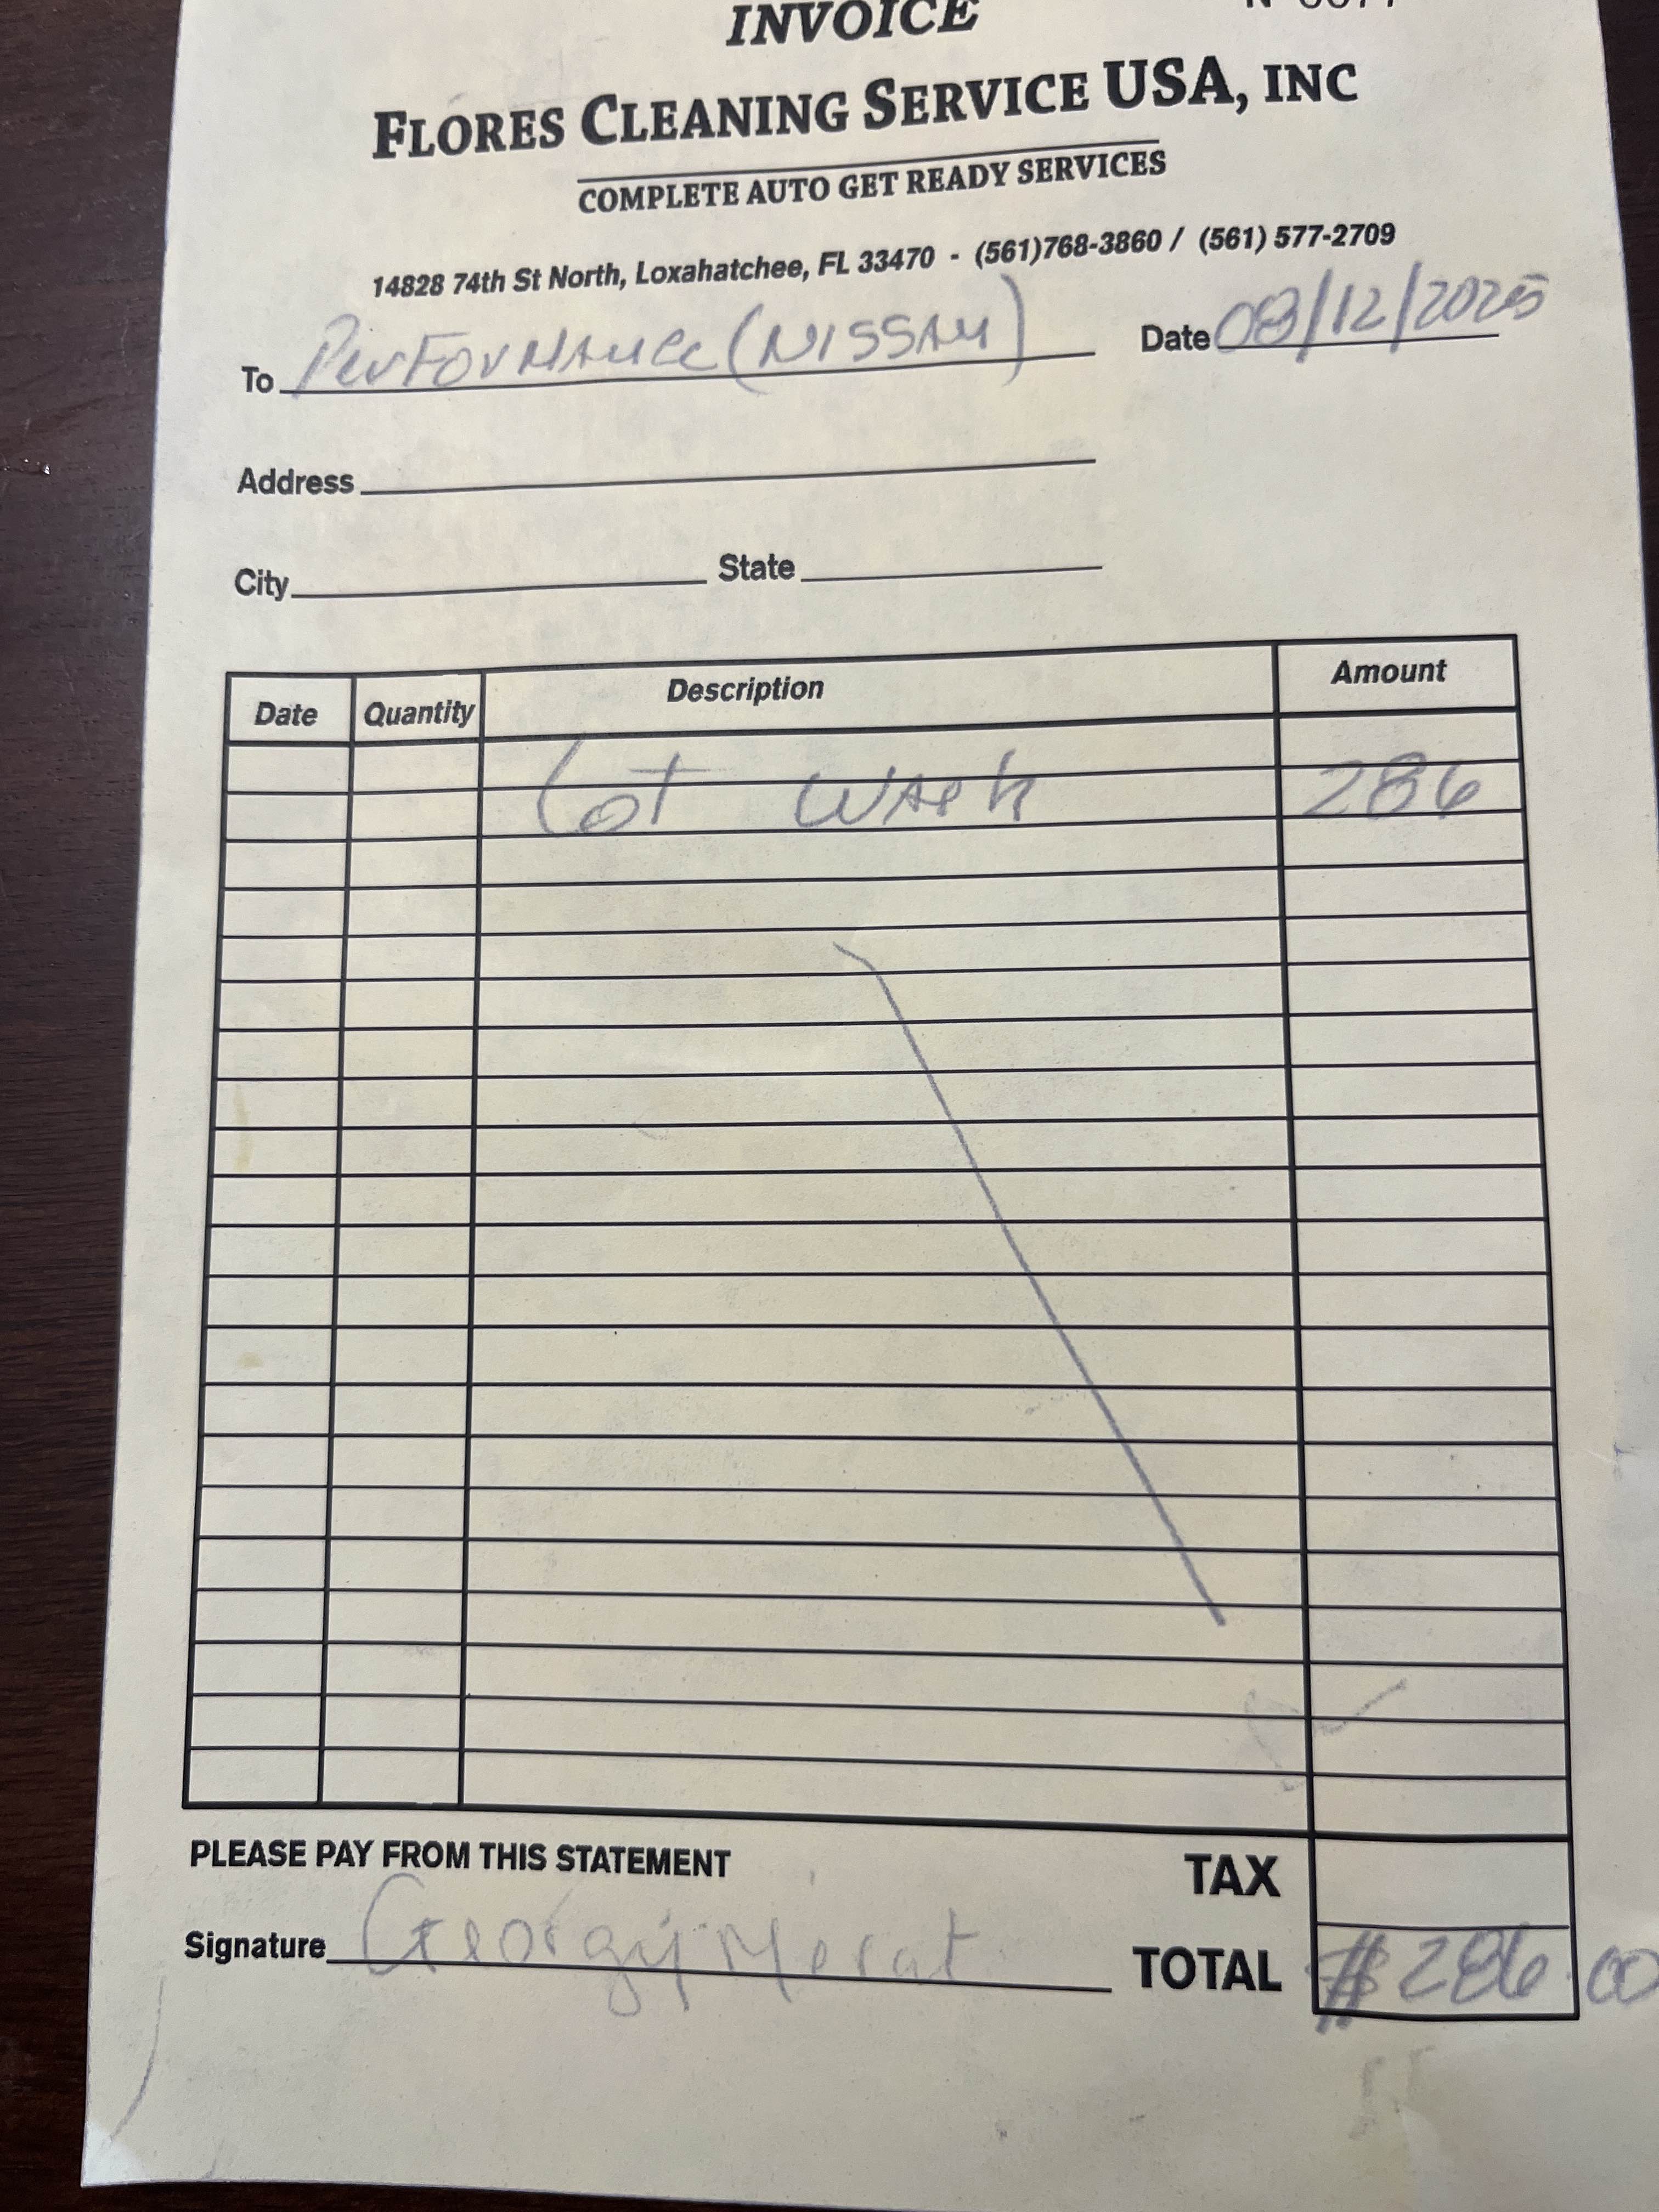 INVOICE
FLORES CLEANING SERVICE USA, INC
COMPLETE AUTO GET READY SERVICES
14828 74th St North, Loxahatchee, FL 33470 - (561)768-3860 / (561) 577-2709
To Performance (NISSAN) Date 08/12/2025
Address
City State
Date Quantity Description Amount
Lot Wash 286
PLEASE PAY FROM THIS STATEMENT
TAX
Signature Georgy Merat
TOTAL $286.00